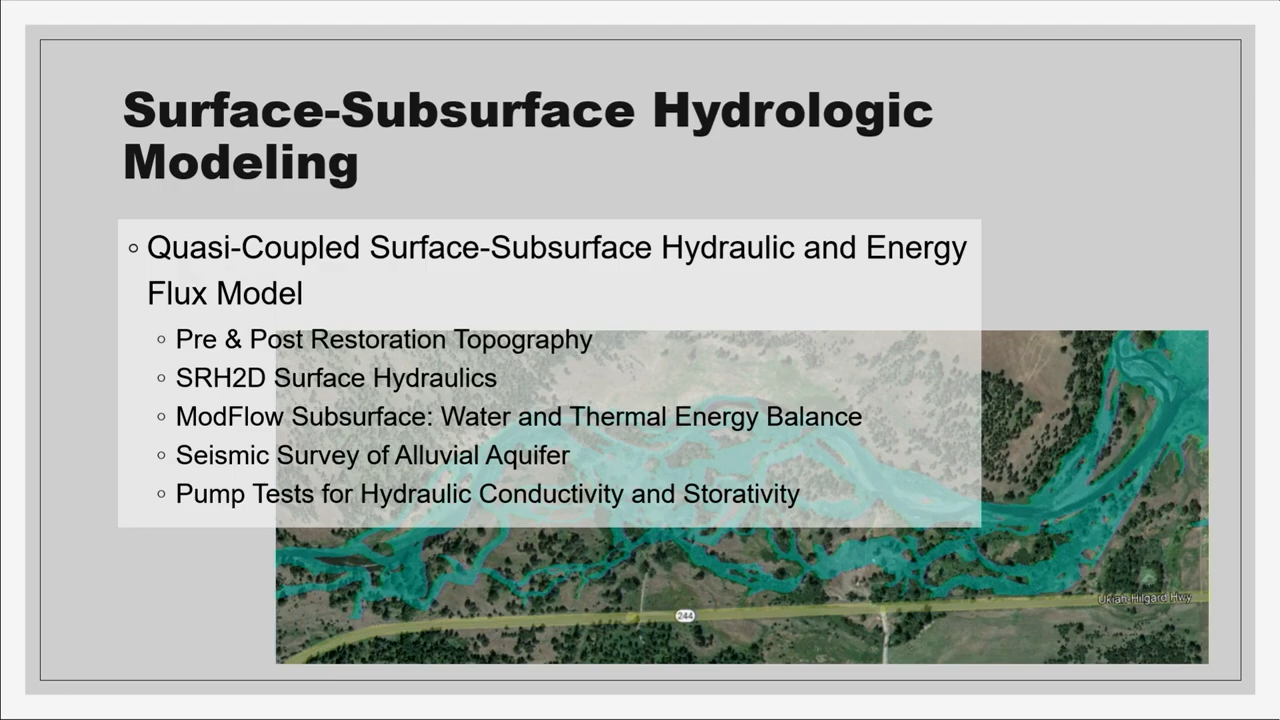 Surface-Subsurface Hydrologic
Modeling
◦ Quasi-Coupled Surface-Subsurface Hydraulic and Energy
Flux Model
◦ Pre & Post Restoration Topography
◦ SRH2D Surface Hydraulics
◦ ModFlow Subsurface: Water and Thermal Energy Balance
◦ Seismic Survey of Alluvial Aquifer
◦ Pump Tests for Hydraulic Conductivity and Storativity
Ukiah-Hilgard Hwy
244